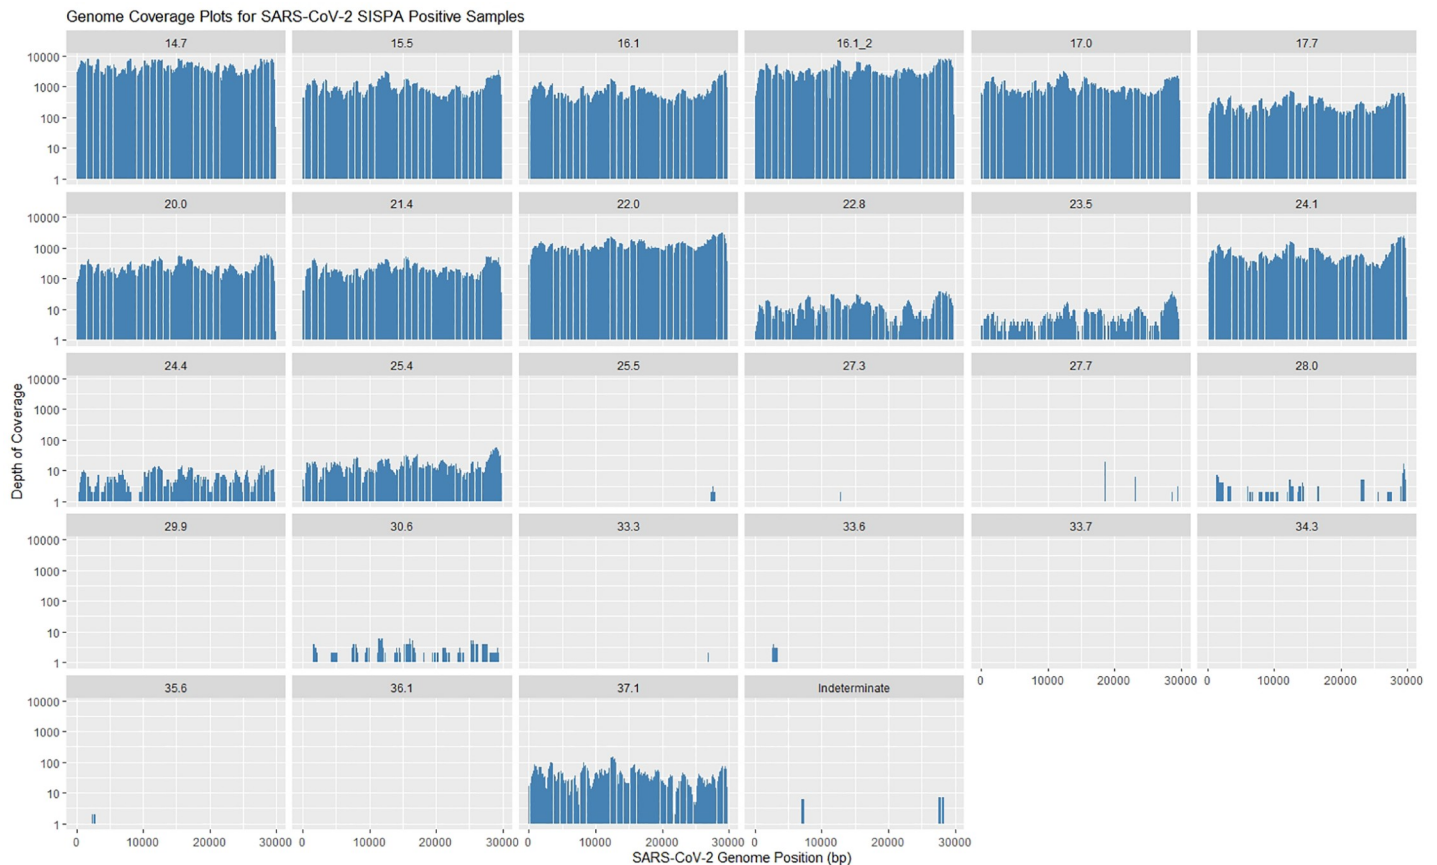 Genome Coverage Plots for SARS-CoV-2 SISPA Positive Samples
14.7 15.5 16.1 16.1_2 17.0 17.7
10000
1000
100
10
1
20.0 21.4 22.0 22.8 23.5 24.1
10000
1000
100
10
1
24.4 25.4 25.5 27.3 27.7 28.0
10000
1000
100
10
1
Depth of Coverage
29.9 30.6 33.3 33.6 33.7 34.3
10000
1000
100
10
1
0 10000 20000 30000 0 10000 20000 30000
35.6 36.1 37.1 Indeterminate
10000
1000
100
10
1
0 10000 20000 30000 0 10000 20000 30000 0 10000 20000 30000 0 10000 20000 30000
SARS-CoV-2 Genome Position (bp)